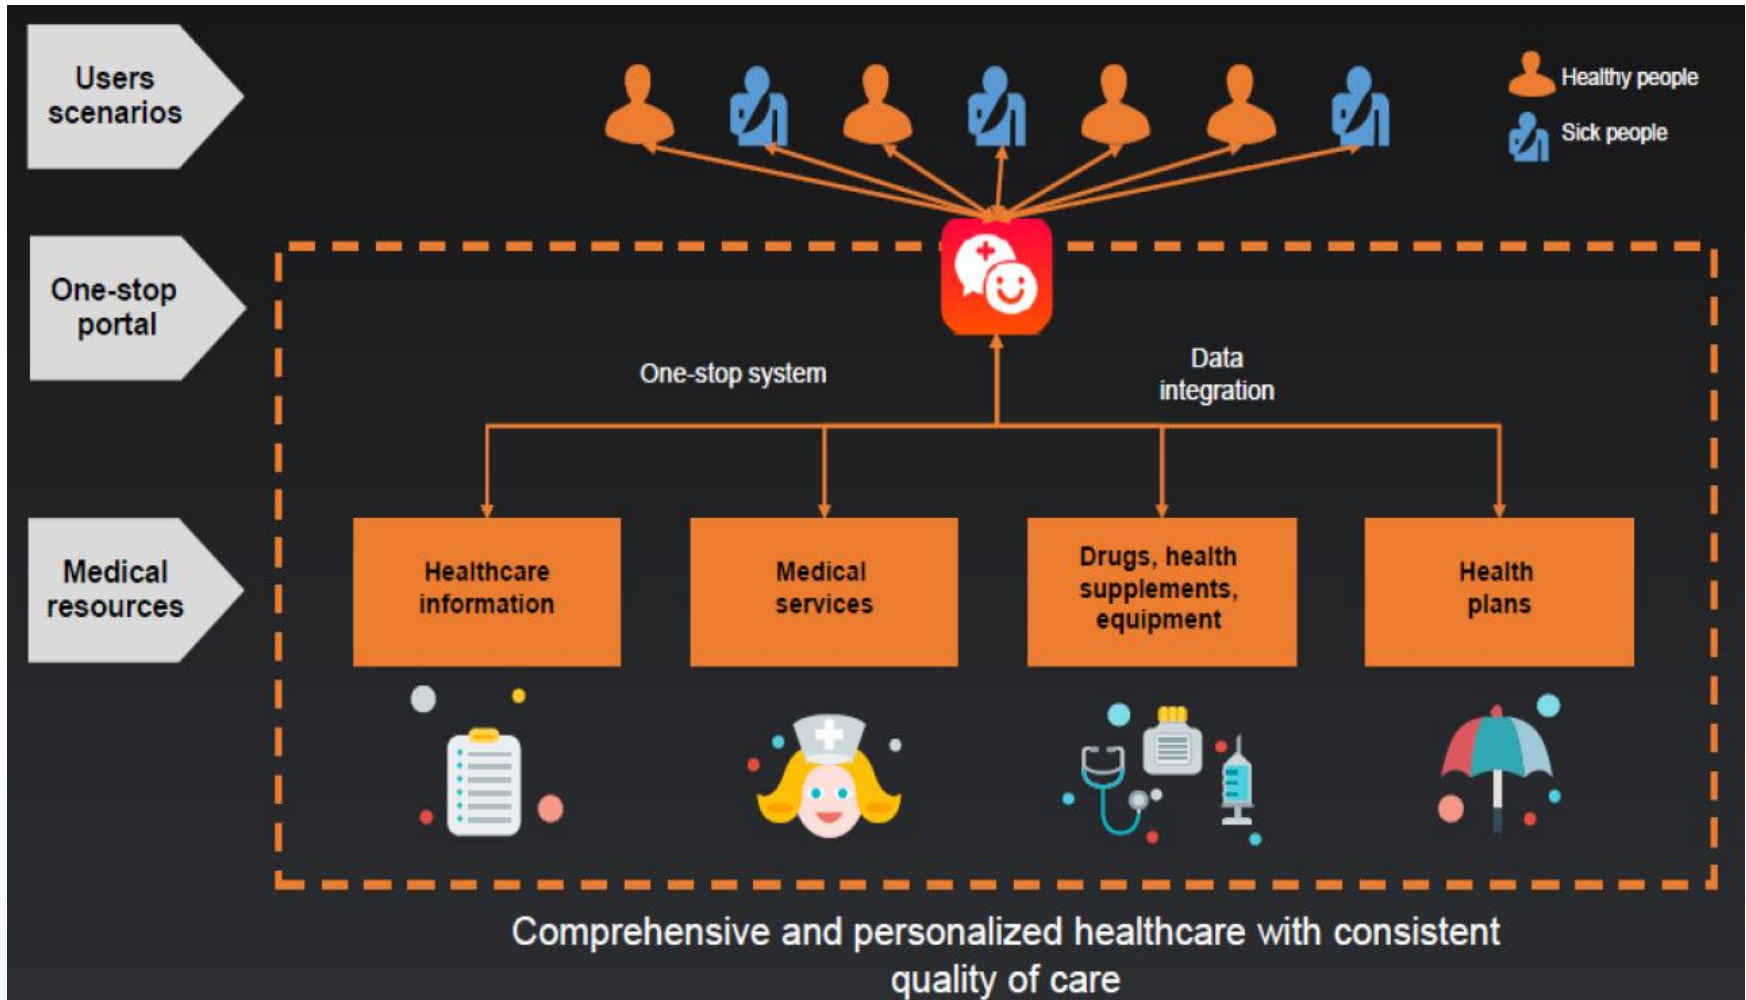 Users
scenarios
Healthy people
Sick people
One-stop
portal
One-stop system
Data
integration
Medical
resources
Healthcare
information
Medical
services
Drugs, health
supplements,
equipment
Health
plans
Comprehensive and personalized healthcare with consistent
quality of care